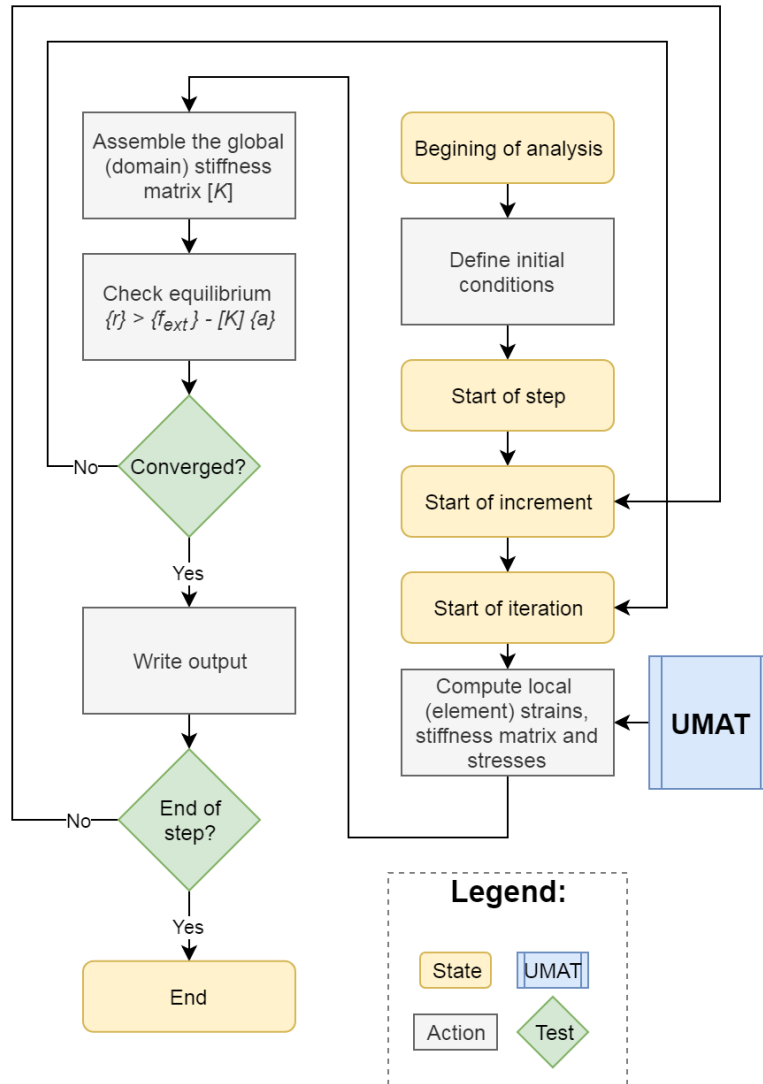 Begining of analysis
Define initial
conditions
Start of step
Start of increment
Start of iteration
Compute local
(element) strains,
stiffness matrix and
stresses
UMAT
Assemble the global
(domain) stiffness
matrix [K]
Check equilibrium
{r} > {f_ext} - [K] {a}
Converged?
No
Yes
Write output
End of
step?
No
Yes
End
Legend:
State
UMAT
Action
Test